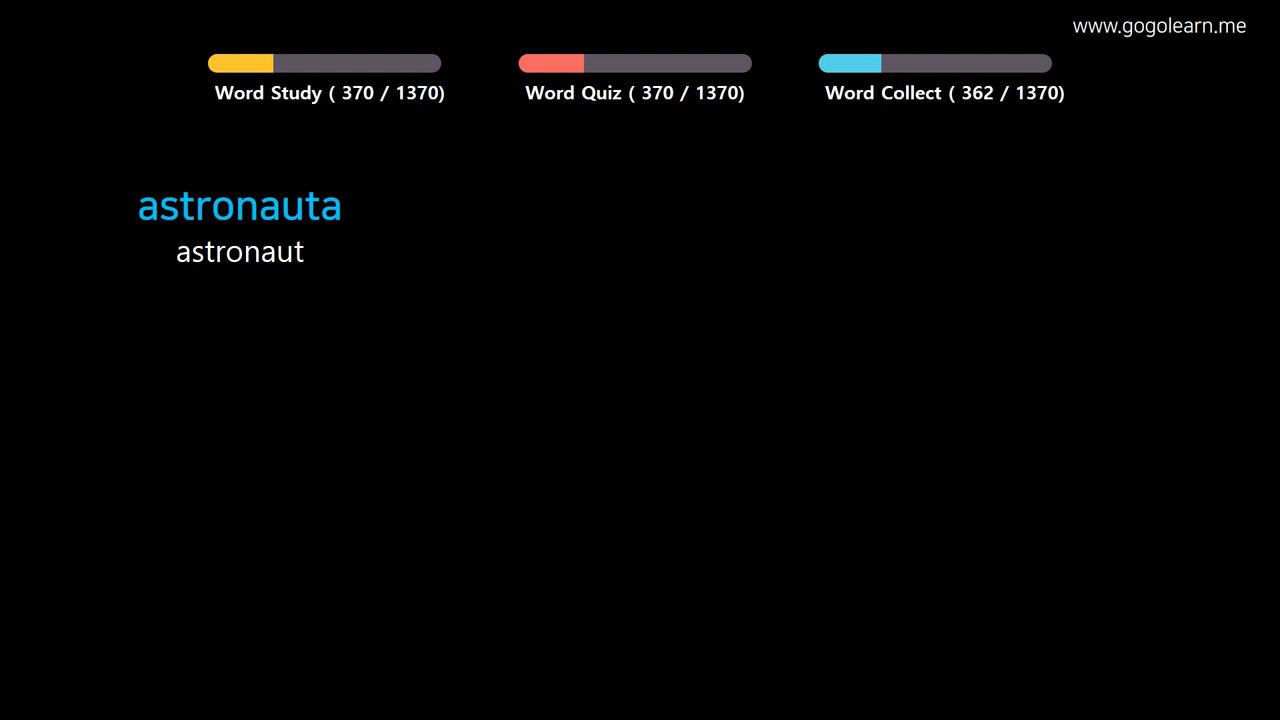 www.gogolearn.me
Word Study ( 370 / 1370)
Word Quiz ( 370 / 1370)
Word Collect ( 362 / 1370)
astronauta
astronaut